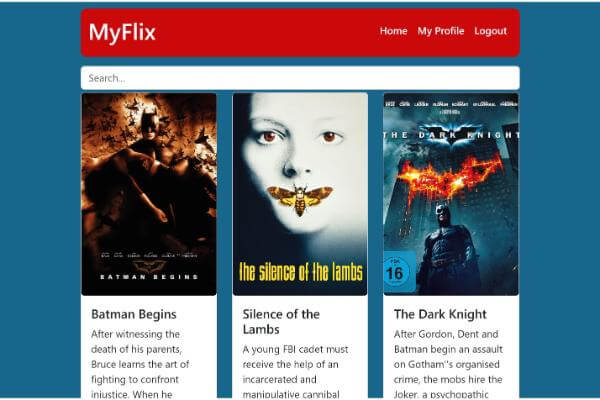 MyFlix
Home My Profile Logout
Search...
BATMAN BEGINS
the silence of the lambs
THE DARK KNIGHT
FSK
16
Batman Begins
After witnessing the
death of his parents,
Bruce learns the art of
fighting to confront
injustice. When he
Silence of the
Lambs
A young FBI cadet must
receive the help of an
incarcerated and
manipulative cannibal
The Dark Knight
After Gordon, Dent and
Batman begin an assault
on Gotham"s organised
crime, the mobs hire the
Joker, a psychopathic